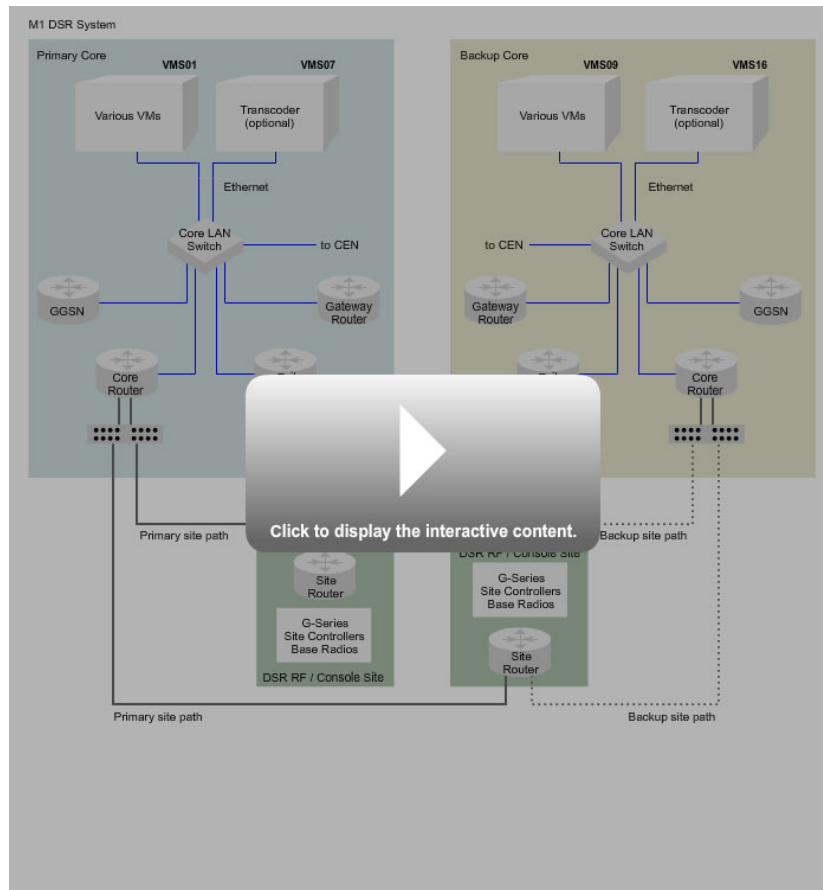 M1 DSR System
Primary Core
VMS01
VMS07
Various VMs
Transcoder
(optional)
Ethernet
Core LAN
Switch
to CEN
GGSN
Gateway
Router
Core
Router
Backup Core
VMS09
VMS16
Various VMs
Transcoder
(optional)
Ethernet
Core LAN
Switch
to CEN
Gateway
Router
GGSN
Core
Router
Click to display the interactive content.
Primary site path
Backup site path
Site
Router
G-Series
Site Controllers
Base Radios
DSR RF / Console Site
DSR RF / Console Site
G-Series
Site Controllers
Base Radios
Site
Router
Primary site path
Backup site path